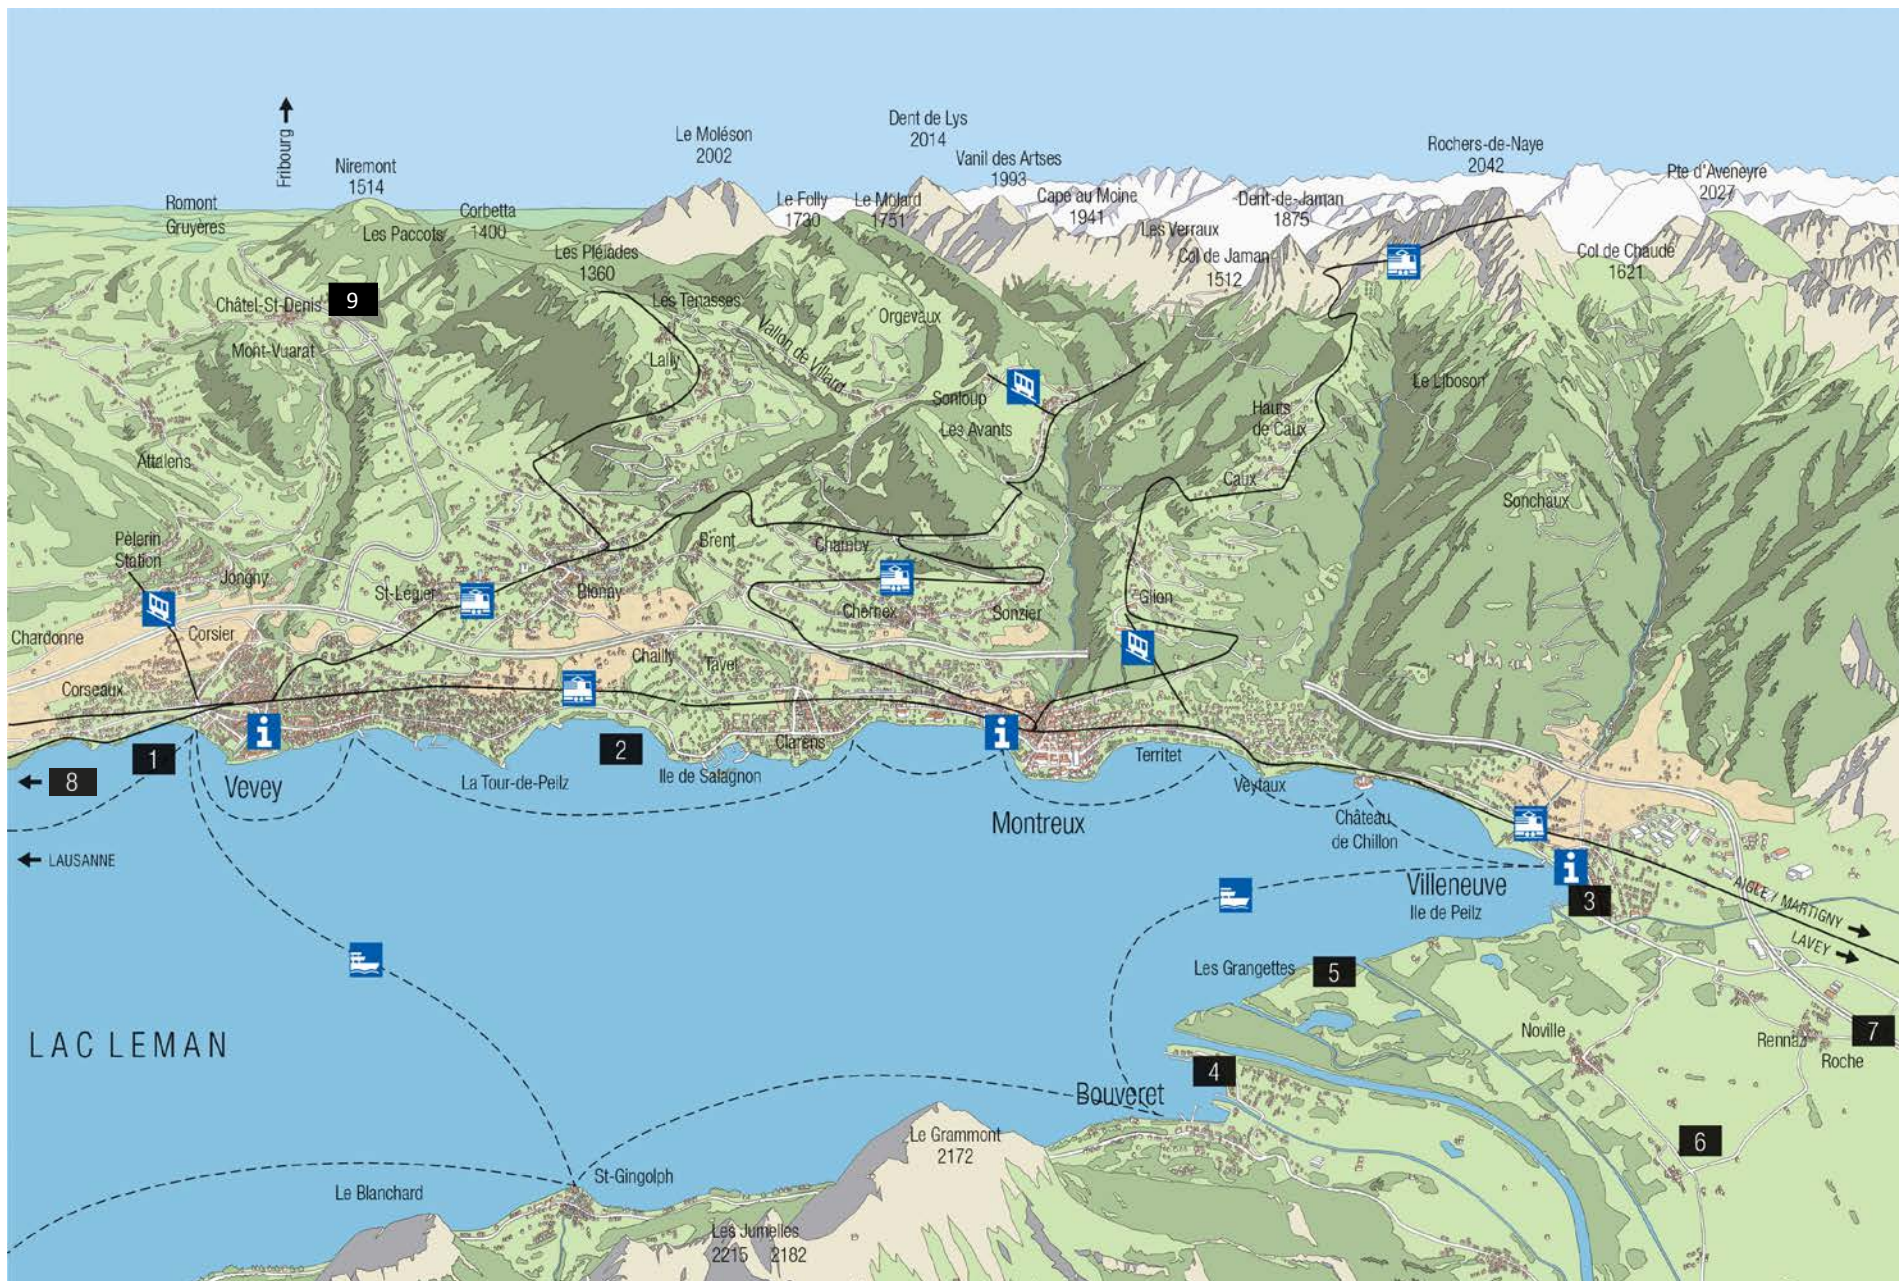 Fribourg
Dent de Lys
2014
Le Moléson
2002
Rochers-de-Naye
2042
Niremont
1514
Vanil des Artses
1993
Pte d'Aveneyre
2027
Romont
Gruyères
Corbetta
1400
Le Folly
1730
Le Molard
1751
Cape au Moine
1941
Dent-de-Jaman
1875
Les Paccots
Les Verraux
Les Pléiades
1360
Col de Jaman
1512
Col de Chaude
1621
Châtel-St-Denis
9
Les Tenasses
Orgevaux
Vallon de Villard
Mont-Vuarat
Lally
Sonloup
Le Liboson
Les Avants
Hauts
de Caux
Attalens
Caux
Sonchaux
Pèlerin
Station
Brent
Chamby
Jongny
St-Légier
Blonay
Glion
Chernex
Sonzier
Chardonne
Corsier
Chailly
Tavel
Corseaux
1
2
Clarens
Territet
8
Vevey
La Tour-de-Peilz
Ile de Salagnon
Veytaux
Montreux
Château
de Chillon
LAUSANNE
Villeneuve
Ile de Peilz
3
AIGLE / MARTIGNY
LAVEY
Les Grangettes
5
LAC LEMAN
Noville
Rennaz
7
Roche
4
Bouveret
Le Grammont
2172
6
St-Gingolph
Le Blanchard
Les Jumelles
2215 2182